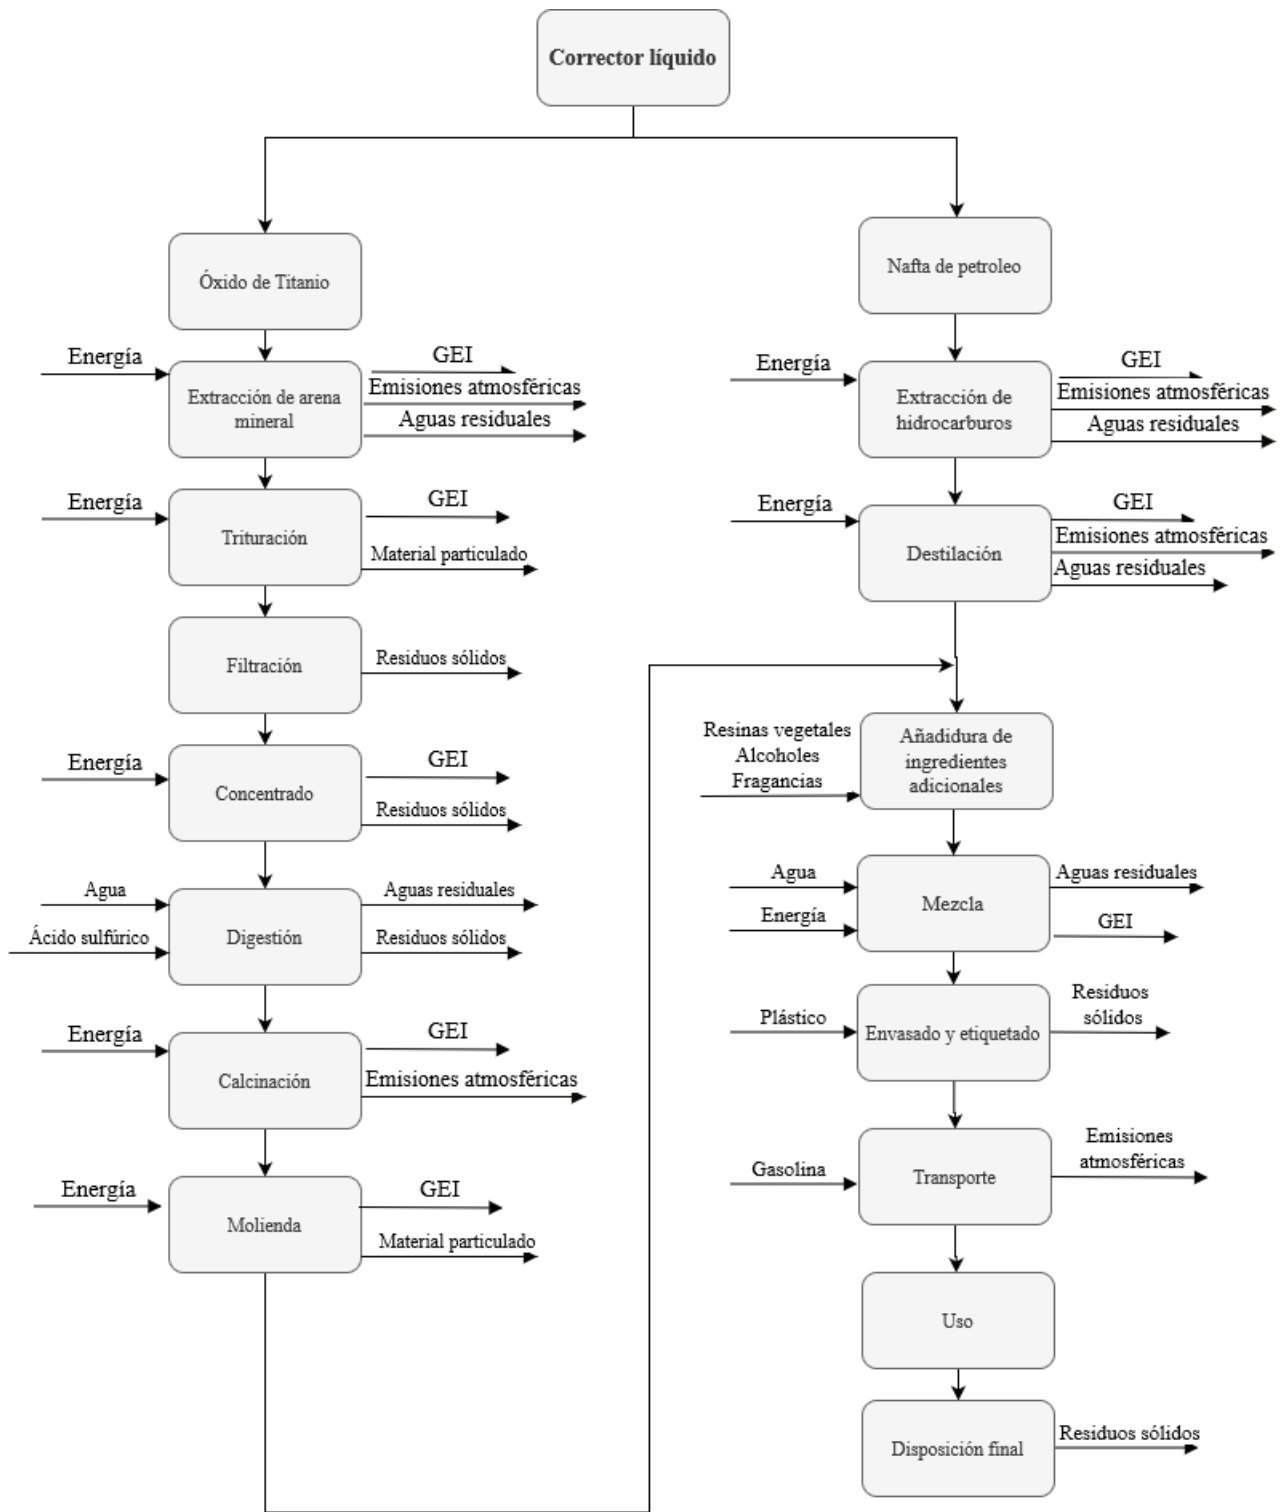 Corrector líquido
Óxido de Titanio
Energía
GEI
Extracción de arena
mineral
Emisiones atmosféricas
Aguas residuales
Energía
GEI
Trituración
Material particulado
Filtración
Residuos sólidos
Energía
GEI
Concentrado
Residuos sólidos
Agua
Aguas residuales
Ácido sulfúrico
Digestión
Residuos sólidos
Energía
GEI
Calcinación
Emisiones atmosféricas
Energía
GEI
Molienda
Material particulado
Nafta de petroleo
Energía
GEI
Extracción de
hidrocarburos
Emisiones atmosféricas
Aguas residuales
Energía
GEI
Destilación
Emisiones atmosféricas
Aguas residuales
Resinas vegetales
Alcoholes
Fragancias
Añadidura de
ingredientes
adicionales
Agua
Aguas residuales
Energía
Mezcla
GEI
Plástico
Envasado y etiquetado
Residuos
sólidos
Gasolina
Transporte
Emisiones
atmosféricas
Uso
Disposición final
Residuos sólidos